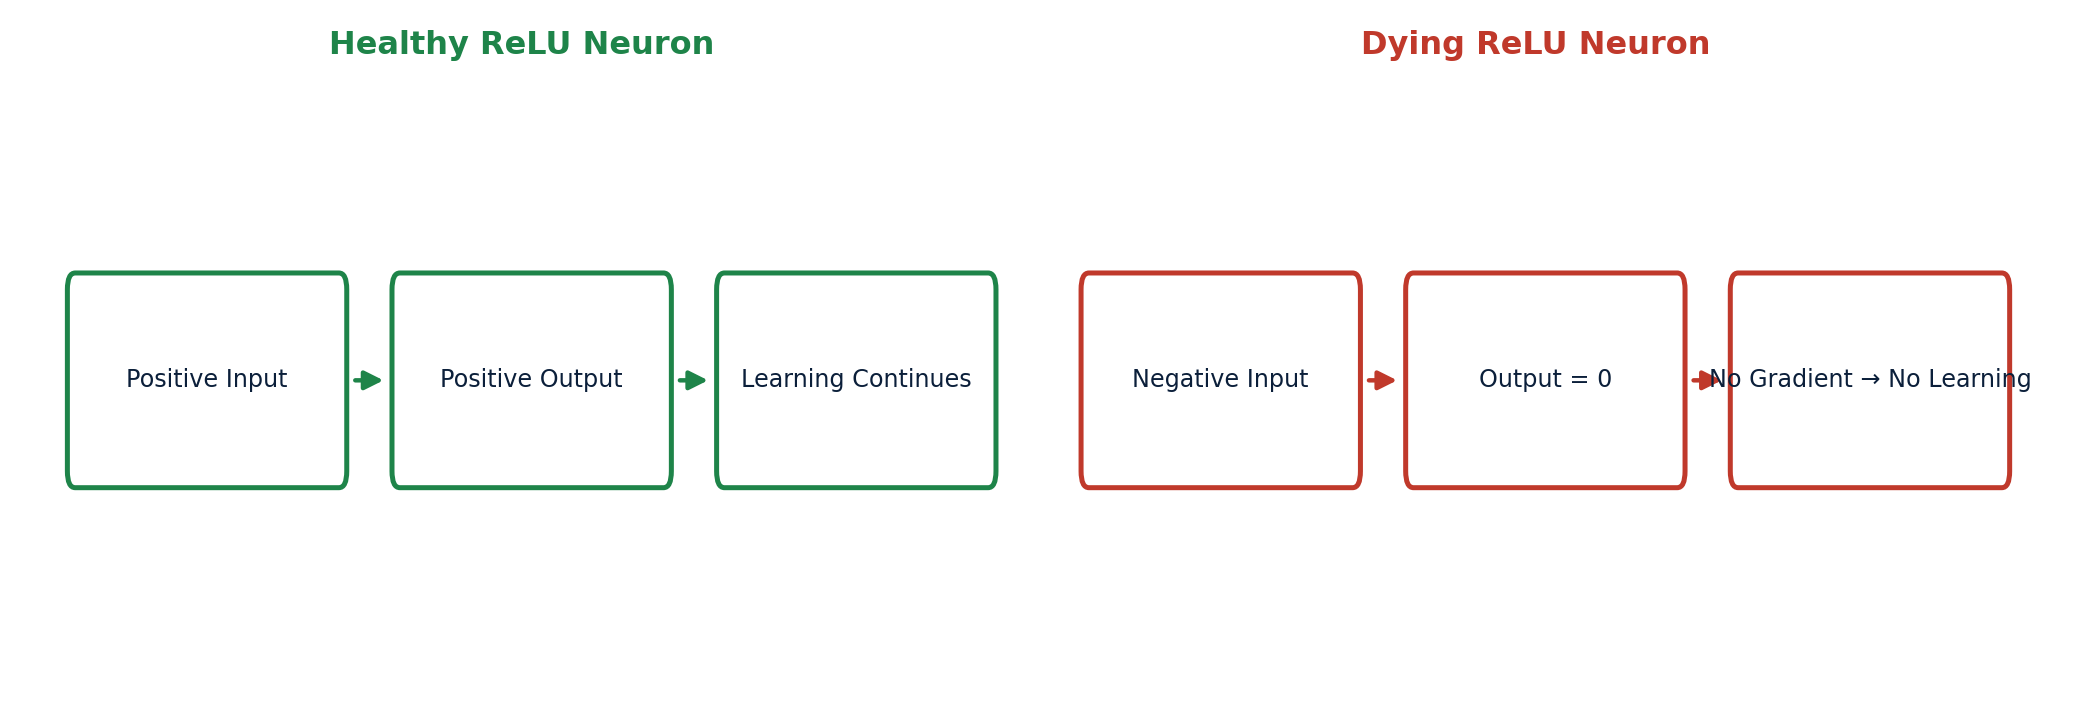 Healthy ReLU Neuron
Positive Input
Positive Output
Learning Continues
Dying ReLU Neuron
Negative Input
Output = 0
No Gradient → No Learning